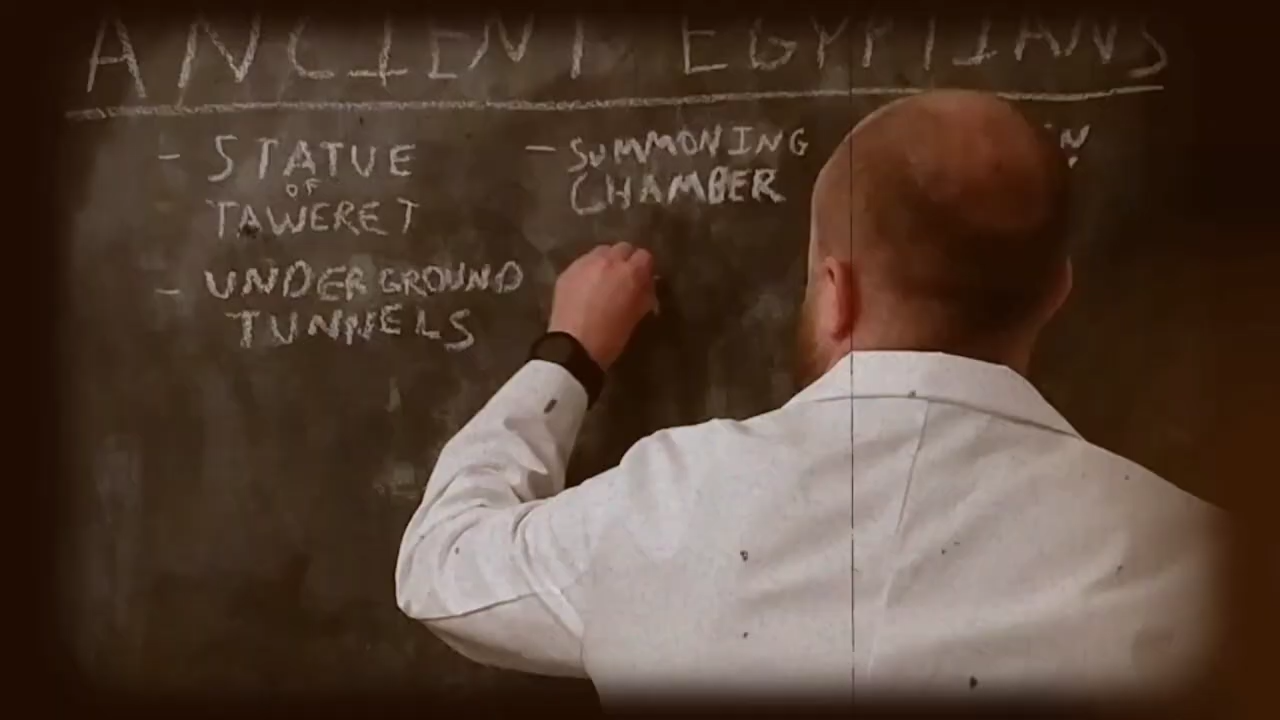 ANCIENT EGYPTIANS
- STATUE
OF
TAWERET
- UNDERGROUND
TUNNELS
- SUMMONING
CHAMBER